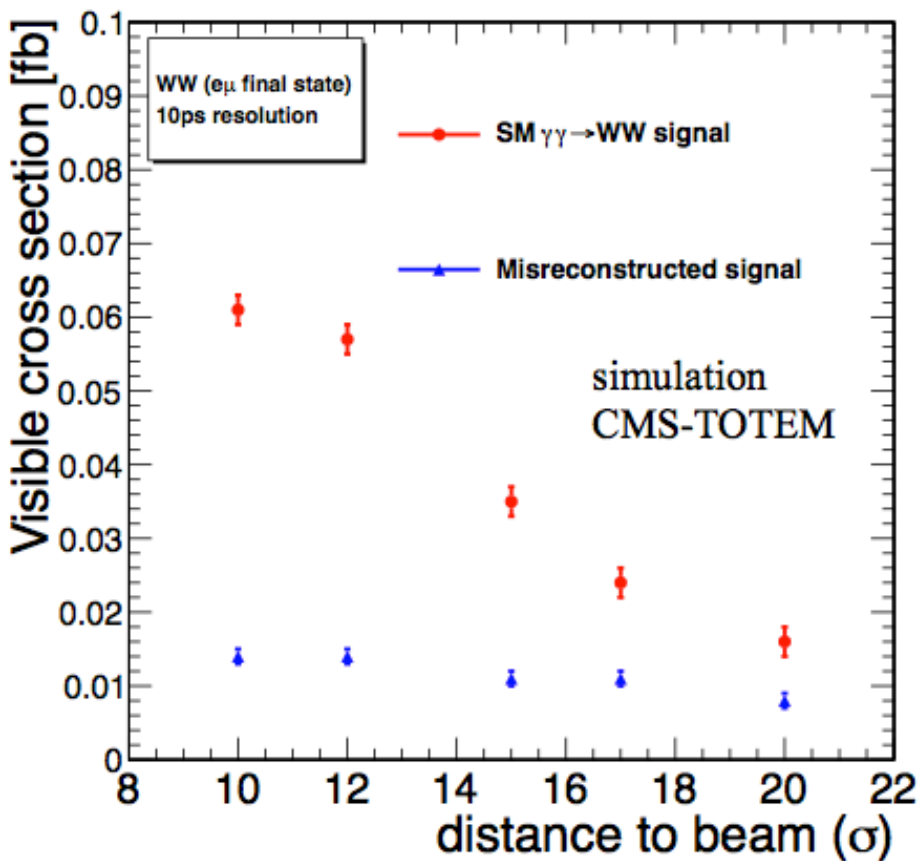 Visible cross section [fb]
0.1
0.09
0.08
0.07
0.06
0.05
0.04
0.03
0.02
0.01
0
WW (eμ final state)
10ps resolution
SM γγ→WW signal
Misreconstructed signal
simulation
CMS-TOTEM
8 10 12 14 16 18 20 22
distance to beam (σ)